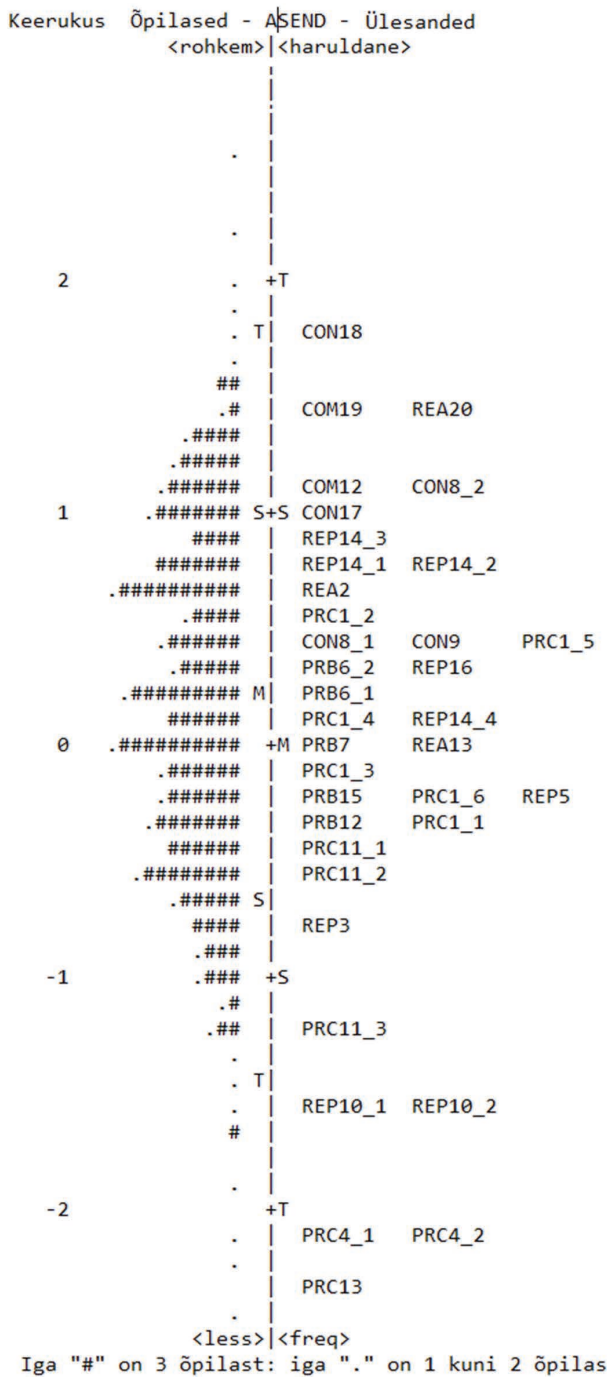 Keerukus  Õpilased - ASEND - Ülesanded
<rohkem>|<haruldane>
|
|
|
|
. |
|
|
. |
|
2 . +T
. |
. T| CON18
. |
## |
.# | COM19 REA20
.#### |
.##### |
.###### | COM12 CON8_2
1 .####### S+S CON17
#### | REP14_3
####### | REP14_1 REP14_2
.########## | REA2
.#### | PRC1_2
.###### | CON8_1 CON9 PRC1_5
.##### | PRB6_2 REP16
.######### M| PRB6_1
###### | PRC1_4 REP14_4
0 .########## +M PRB7 REA13
.###### | PRC1_3
.###### | PRB15 PRC1_6 REP5
.####### | PRB12 PRC1_1
###### | PRC11_1
.######## | PRC11_2
.##### S|
#### | REP3
.### |
-1 .### +S
.# |
.## | PRC11_3
. |
. T|
. | REP10_1 REP10_2
# |
|
. |
-2 +T
. | PRC4_1 PRC4_2
. |
| PRC13
. |
<less>|<freq>
Iga "#" on 3 õpilast: iga "." on 1 kuni 2 õpilas